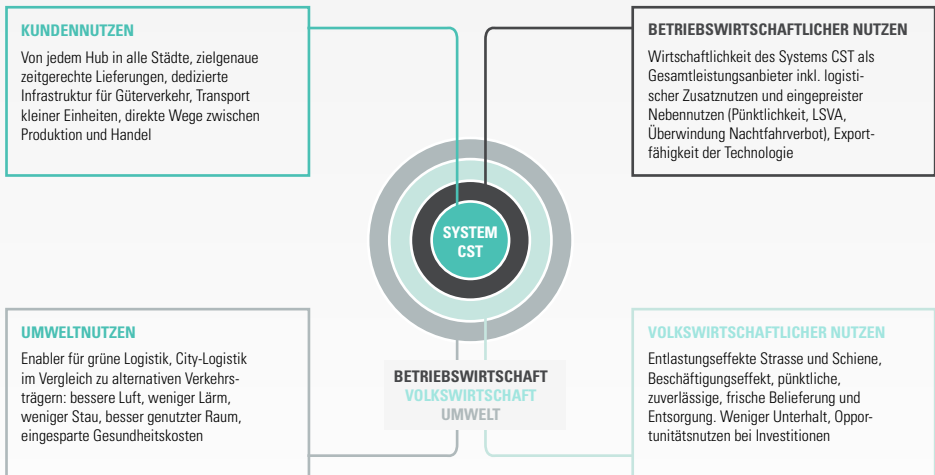 KUNDENNUTZEN
Von jedem Hub in alle Städte, zielgenaue
zeitgerechte Lieferungen, dedizierte
Infrastruktur für Güterverkehr, Transport
kleiner Einheiten, direkte Wege zwischen
Produktion und Handel
BETRIEBSWIRTSCHAFTLICHER NUTZEN
Wirtschaftlichkeit des Systems CST als
Gesamtleistungsanbieter inkl. logisti-
scher Zusatznutzen und eingepreister
Nebennutzen (Pünktlichkeit, LSVA,
Überwindung Nachtfahrverbot), Export-
fähigkeit der Technologie
SYSTEM
CST
UMWELTNUTZEN
Enabler für grüne Logistik, City-Logistik
im Vergleich zu alternativen Verkehrs-
trägern: bessere Luft, weniger Lärm,
weniger Stau, besser genutzter Raum,
eingesparte Gesundheitskosten
BETRIEBSWIRTSCHAFT
VOLKSWIRTSCHAFT
UMWELT
VOLKSWIRTSCHAFTLICHER NUTZEN
Entlastungseffekte Strasse und Schiene,
Beschäftigungseffekt, pünktliche,
zuverlässige, frische Belieferung und
Entsorgung. Weniger Unterhalt, Oppor-
tunitätsnutzen bei Investitionen